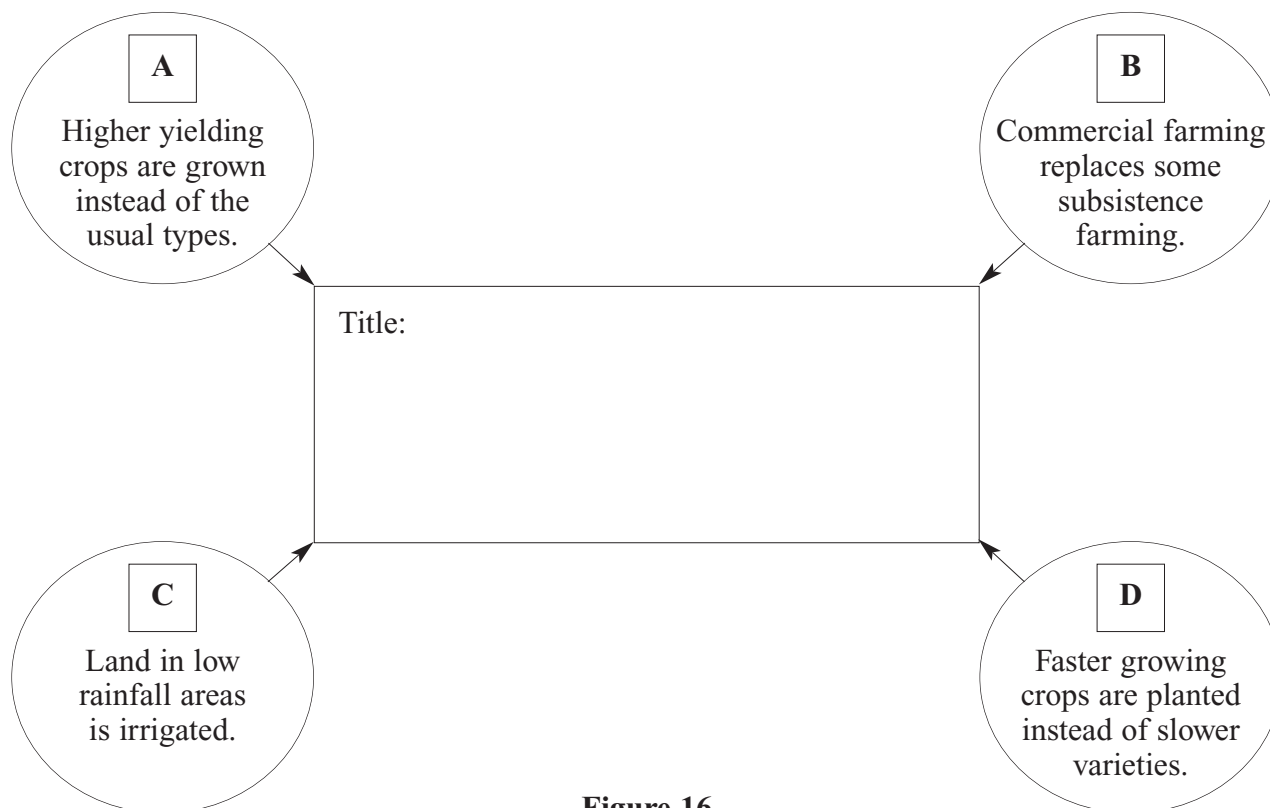 A
Higher yielding
crops are grown
instead of the
usual types.
B
Commercial farming
replaces some
subsistence
farming.
Title:
C
Land in low
rainfall areas
is irrigated.
D
Faster growing
crops are planted
instead of slower
varieties.
Figure 16